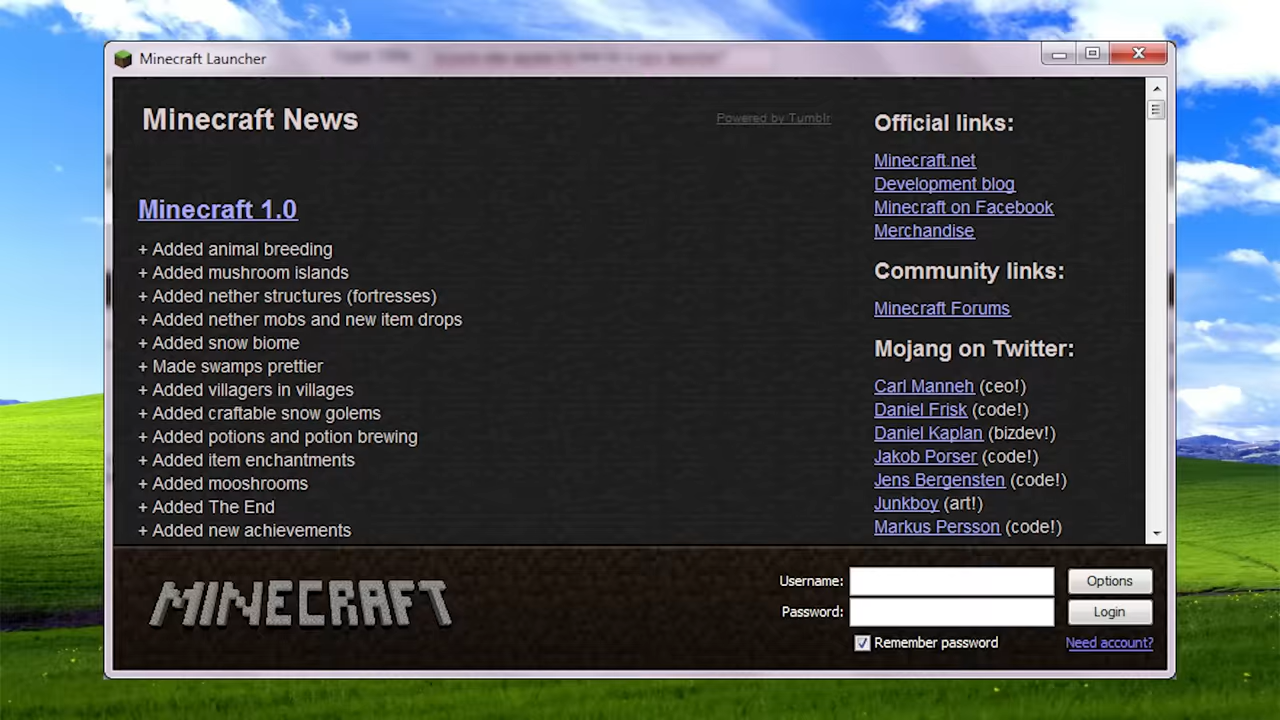 Minecraft Launcher
Minecraft News
Powered by Tumblr
Minecraft 1.0
+ Added animal breeding
+ Added mushroom islands
+ Added nether structures (fortresses)
+ Added nether mobs and new item drops
+ Added snow biome
+ Made swamps prettier
+ Added villagers in villages
+ Added craftable snow golems
+ Added potions and potion brewing
+ Added item enchantments
+ Added mooshrooms
+ Added The End
+ Added new achievements
Official links:
Minecraft.net
Development blog
Minecraft on Facebook
Merchandise
Community links:
Minecraft Forums
Mojang on Twitter:
Carl Manneh (ceo!)
Daniel Frisk (code!)
Daniel Kaplan (bizdev!)
Jakob Porser (code!)
Jens Bergensten (code!)
Junkboy (art!)
Markus Persson (code!)
MINECRAFT
Username:
Options
Password:
Login
Remember password
Need account?